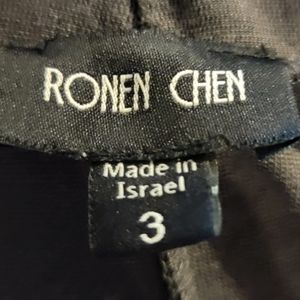 RONEN CHEN
Made in
Israel
3